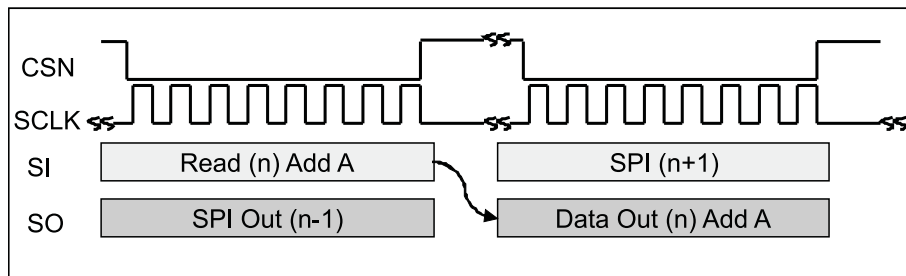 CSN
SCLK
SI Read (n) Add A SPI (n+1)
SO SPI Out (n-1) Data Out (n) Add A